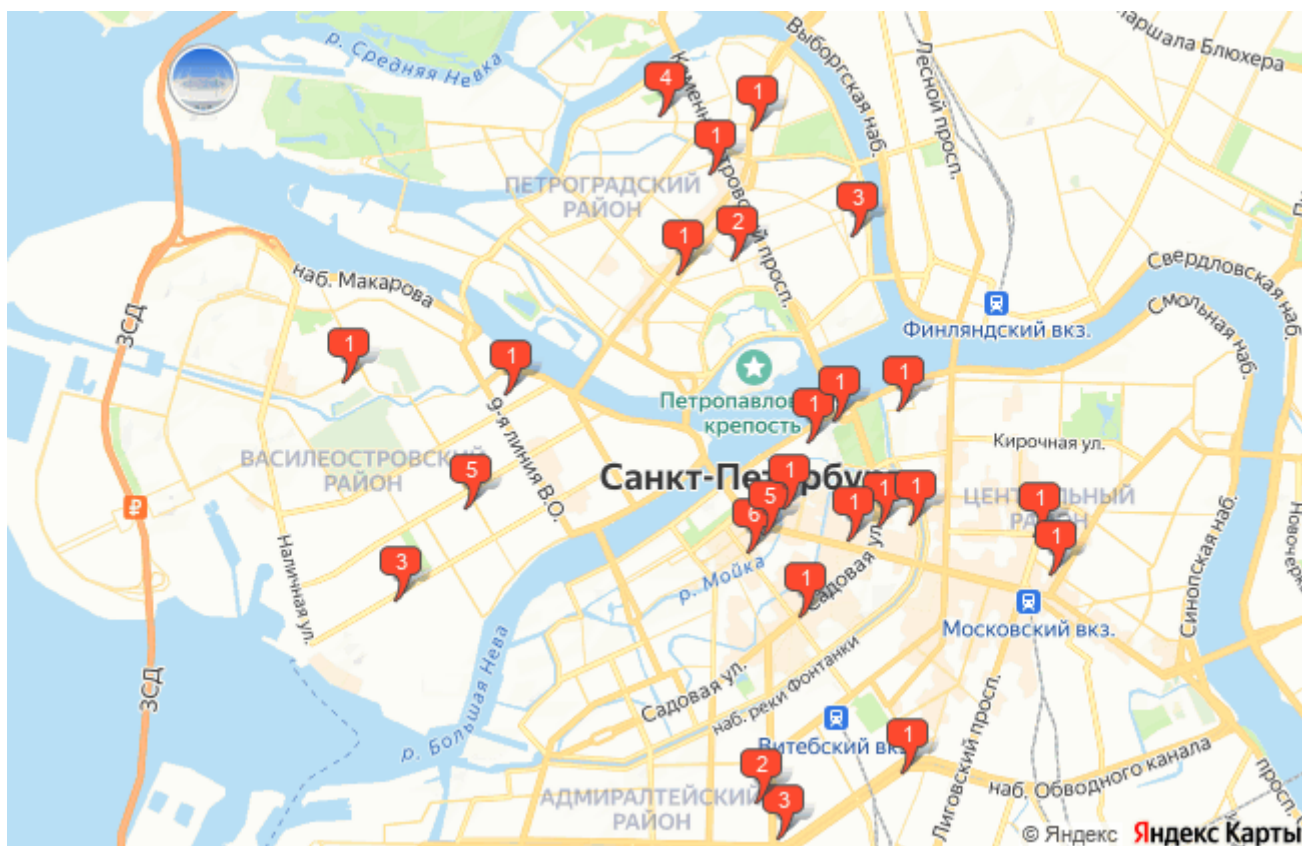 Маршала Блюхера
р. Средняя Невка
Выборгская наб.
Лесной просп.
4
1
1
ПЕТРОГРАДСКИЙ
РАЙОН
3
2
1
наб. Макарова
Свердловская наб.
Смольная наб.
Финляндский вкз.
ЗСД
1
1
1
1
1
Петропавло
крепость
9-я линия В.О.
Кирочная ул.
ВАСИЛЕОСТРОВСКИЙ
РАЙОН
5
Санкт-Петербург
1
5
6
1
1
1
ЦЕНТРАЛЬНЫЙ
РАЙОН
1
1
3
Наличная ул.
р. Мойка
1
Садовая ул.
Синопская наб.
Московский вкз.
р. Большая Нева
Садовая ул.
наб. реки Фонтанки
ЗСД
Витебский вкз.
1
Лиговский просп.
наб. Обводного канала
просп.
2
АДМИРАЛТЕЙСКИЙ
РАЙОН
3
© Яндекс Яндекс Карты